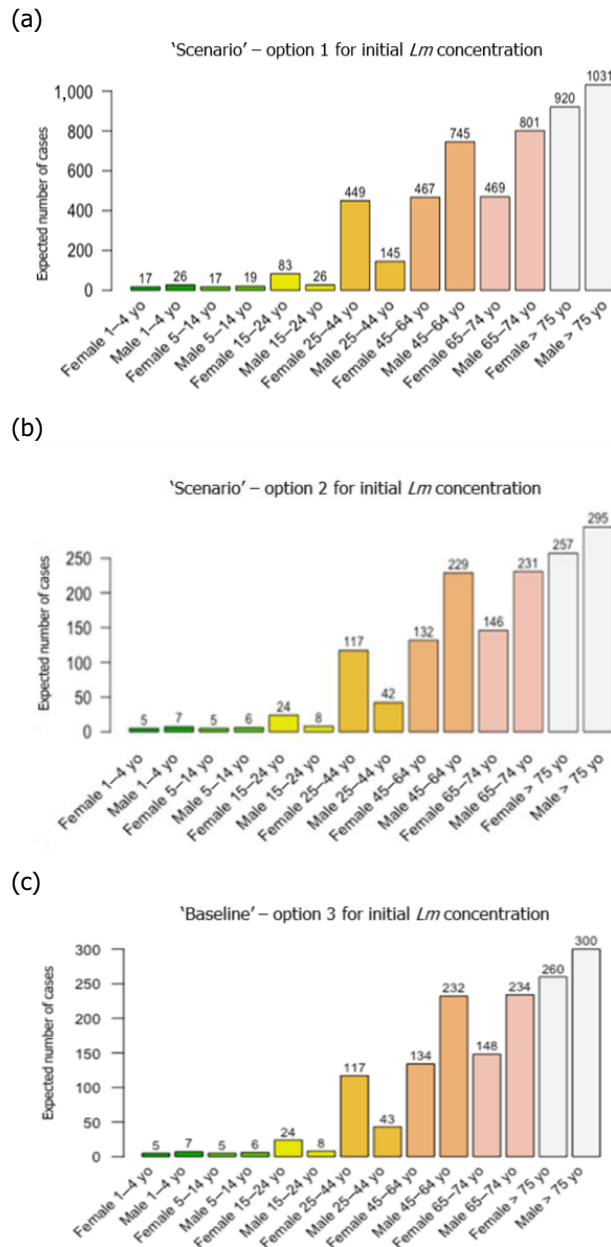 (a)
‘Scenario’ – option 1 for initial Lm concentration
Expected number of cases
1,000
800
600
400
200
0
17
26
17
19
83
26
449
145
467
745
469
801
920
1031
Female 1–4 yo
Male 1–4 yo
Female 5–14 yo
Male 5–14 yo
Female 15–24 yo
Male 15–24 yo
Female 25–44 yo
Male 25–44 yo
Female 45–64 yo
Male 45–64 yo
Female 65–74 yo
Male 65–74 yo
Female > 75 yo
Male > 75 yo
(b)
‘Scenario’ – option 2 for initial Lm concentration
Expected number of cases
250
200
150
100
50
0
5
7
5
6
24
8
117
42
132
229
146
231
257
295
Female 1–4 yo
Male 1–4 yo
Female 5–14 yo
Male 5–14 yo
Female 15–24 yo
Male 15–24 yo
Female 25–44 yo
Male 25–44 yo
Female 45–64 yo
Male 45–64 yo
Female 65–74 yo
Male 65–74 yo
Female > 75 yo
Male > 75 yo
(c)
‘Baseline’ – option 3 for initial Lm concentration
Expected number of cases
300
250
200
150
100
50
0
5
7
5
6
24
8
117
43
134
232
148
234
260
300
Female 1–4 yo
Male 1–4 yo
Female 5–14 yo
Male 5–14 yo
Female 15–24 yo
Male 15–24 yo
Female 25–44 yo
Male 25–44 yo
Female 45–64 yo
Male 45–64 yo
Female 65–74 yo
Male 65–74 yo
Female > 75 yo
Male > 75 yo